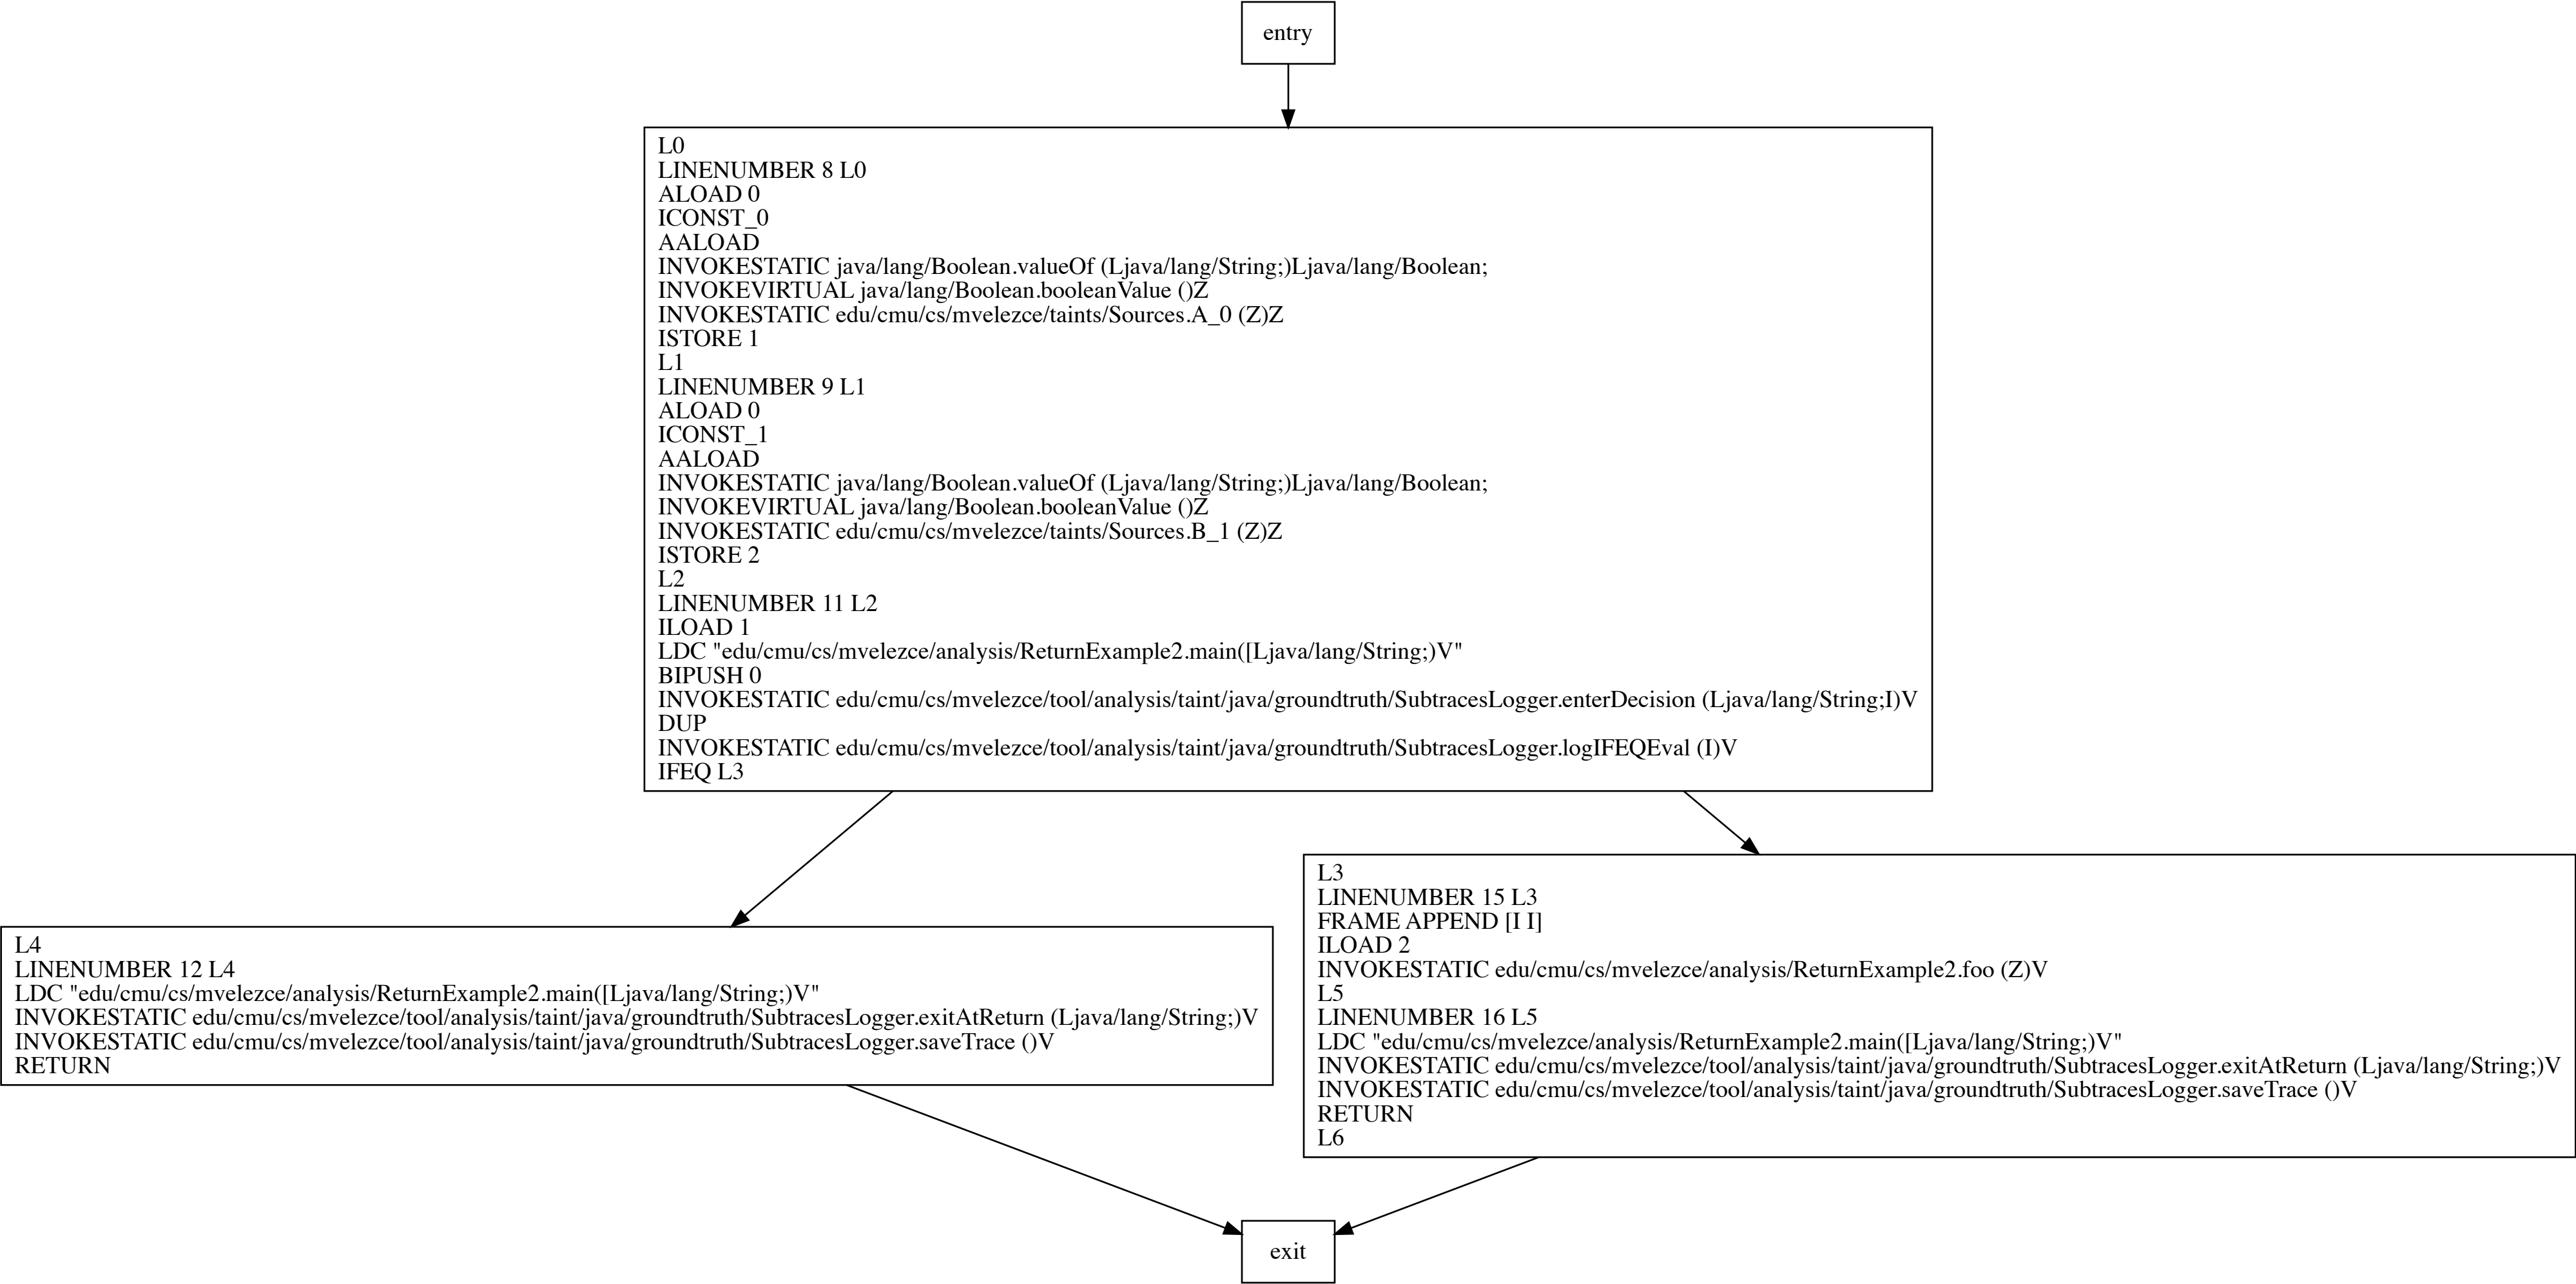 entry
L0
LINENUMBER 8 L0
ALOAD 0
ICONST_0
AALOAD
INVOKESTATIC java/lang/Boolean.valueOf (Ljava/lang/String;)Ljava/lang/Boolean;
INVOKEVIRTUAL java/lang/Boolean.booleanValue ()Z
INVOKESTATIC edu/cmu/cs/mvelezce/taints/Sources.A_0 (Z)Z
ISTORE 1
L1
LINENUMBER 9 L1
ALOAD 0
ICONST_1
AALOAD
INVOKESTATIC java/lang/Boolean.valueOf (Ljava/lang/String;)Ljava/lang/Boolean;
INVOKEVIRTUAL java/lang/Boolean.booleanValue ()Z
INVOKESTATIC edu/cmu/cs/mvelezce/taints/Sources.B_1 (Z)Z
ISTORE 2
L2
LINENUMBER 11 L2
ILOAD 1
LDC "edu/cmu/cs/mvelezce/analysis/ReturnExample2.main([Ljava/lang/String;)V"
BIPUSH 0
INVOKESTATIC edu/cmu/cs/mvelezce/tool/analysis/taint/java/groundtruth/SubtracesLogger.enterDecision (Ljava/lang/String;I)V
DUP
INVOKESTATIC edu/cmu/cs/mvelezce/tool/analysis/taint/java/groundtruth/SubtracesLogger.logIFEQEval (I)V
IFEQ L3
L4
LINENUMBER 12 L4
LDC "edu/cmu/cs/mvelezce/analysis/ReturnExample2.main([Ljava/lang/String;)V"
INVOKESTATIC edu/cmu/cs/mvelezce/tool/analysis/taint/java/groundtruth/SubtracesLogger.exitAtReturn (Ljava/lang/String;)V
INVOKESTATIC edu/cmu/cs/mvelezce/tool/analysis/taint/java/groundtruth/SubtracesLogger.saveTrace ()V
RETURN
L3
LINENUMBER 15 L3
FRAME APPEND [I I]
ILOAD 2
INVOKESTATIC edu/cmu/cs/mvelezce/analysis/ReturnExample2.foo (Z)V
L5
LINENUMBER 16 L5
LDC "edu/cmu/cs/mvelezce/analysis/ReturnExample2.main([Ljava/lang/String;)V"
INVOKESTATIC edu/cmu/cs/mvelezce/tool/analysis/taint/java/groundtruth/SubtracesLogger.exitAtReturn (Ljava/lang/String;)V
INVOKESTATIC edu/cmu/cs/mvelezce/tool/analysis/taint/java/groundtruth/SubtracesLogger.saveTrace ()V
RETURN
L6
exit